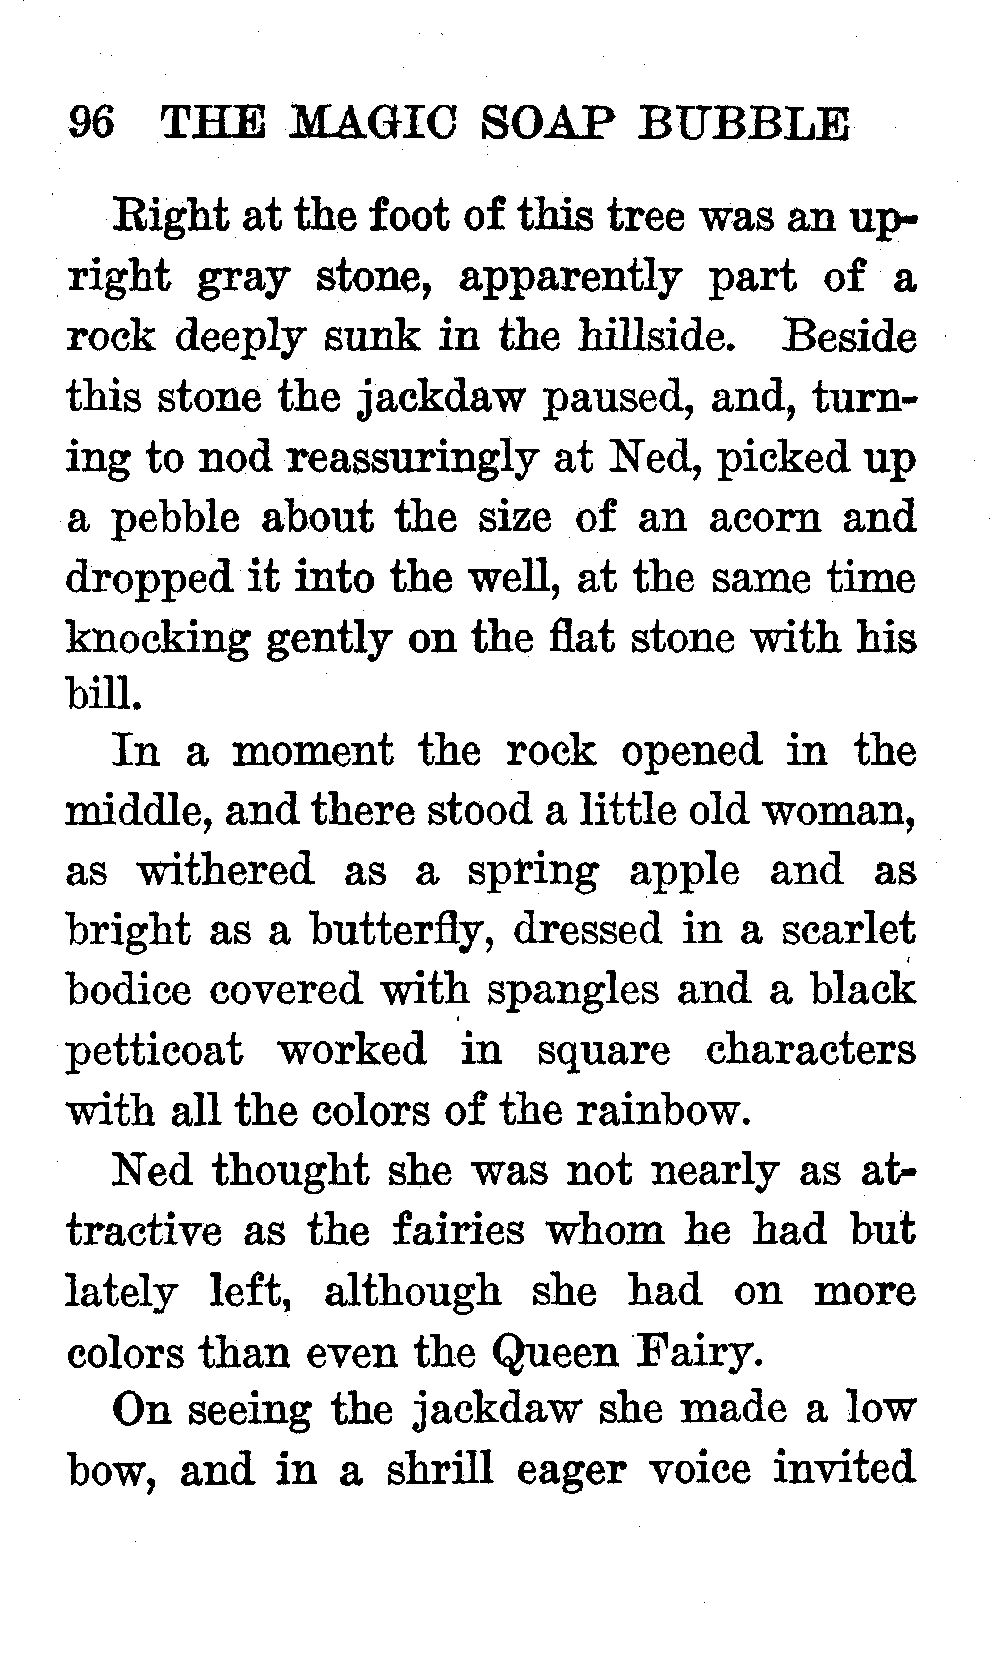 96 THE MAGIC SOAP BUBBLE
Right at the foot of this tree was an up-
right gray stone, apparently part of a
rock deeply sunk in the hillside. Beside
this stone the jackdaw paused, and, turn-
ing to nod reassuringly at Ned, picked up
a pebble about the size of an acorn and
dropped it into the well, at the same time
knocking gently on the flat stone with his
bill.
In a moment the rock opened in the
middle, and there stood a little old woman,
as withered as a spring apple and as
bright as a butterfly, dressed in a scarlet
bodice covered with spangles and a black
petticoat worked in square characters
with all the colors of the rainbow.
Ned thought she was not nearly as at-
tractive as the fairies whom he had but
lately left, although she had on more
colors than even the Queen Fairy.
On seeing the jackdaw she made a low
bow, and in a shrill eager voice invited